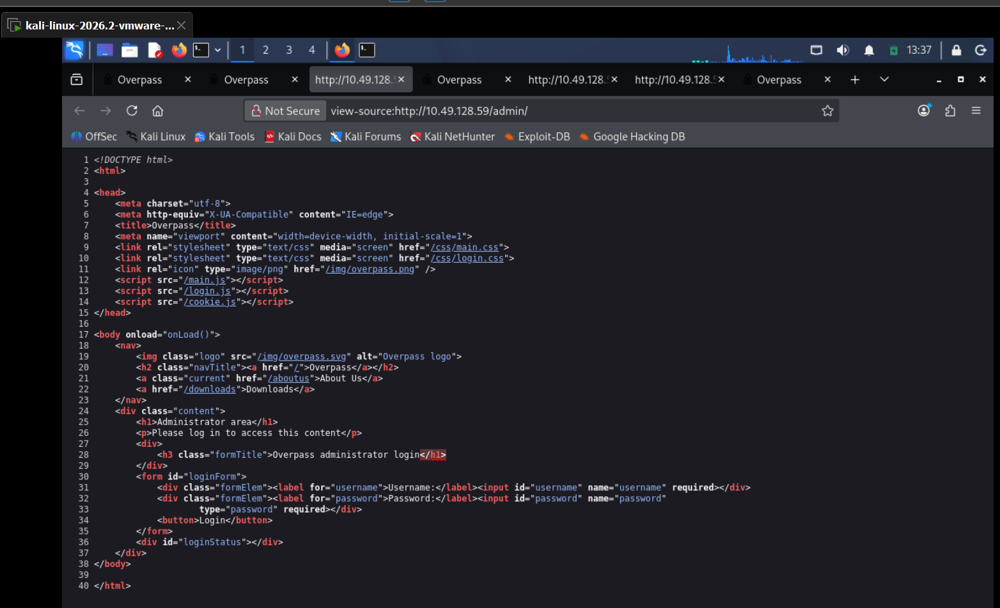 kali-linux-2026.2-vmware-...
1 2 3 4 13:37
Overpass Overpass http://10.49.128. Overpass http://10.49.128. http://10.49.128. Overpass
Not Secure view-source:http://10.49.128.59/admin/
OffSec Kali Linux Kali Tools Kali Docs Kali Forums Kali NetHunter Exploit-DB Google Hacking DB
1 <!DOCTYPE html>
2 <html>
3
4 <head>
5     <meta charset="utf-8">
6     <meta http-equiv="X-UA-Compatible" content="IE=edge">
7     <title>Overpass</title>
8     <meta name="viewport" content="width=device-width, initial-scale=1">
9     <link rel="stylesheet" type="text/css" media="screen" href="/css/main.css">
10     <link rel="stylesheet" type="text/css" media="screen" href="/css/login.css">
11     <link rel="icon" type="image/png" href="/img/overpass.png" />
12     <script src="/main.js"></script>
13     <script src="/login.js"></script>
14     <script src="/cookie.js"></script>
15 </head>
16
17 <body onload="onLoad()">
18     <nav>
19         <img class="logo" src="/img/overpass.svg" alt="Overpass logo">
20         <h2 class="navTitle"><a href="/">Overpass</a></h2>
21         <a class="current" href="/aboutus">About Us</a>
22         <a href="/downloads">Downloads</a>
23     </nav>
24     <div class="content">
25         <h1>Administrator area</h1>
26         <p>Please log in to access this content</p>
27         <div>
28             <h3 class="formTitle">Overpass administrator login</h1>
29         </div>
30         <form id="loginForm">
31             <div class="formElem"><label for="username">Username:</label><input id="username" name="username" required></div>
32             <div class="formElem"><label for="password">Password:</label><input id="password" name="password"
33                     type="password" required></div>
34             <button>Login</button>
35         </form>
36         <div id="loginStatus"></div>
37     </div>
38 </body>
39
40 </html>